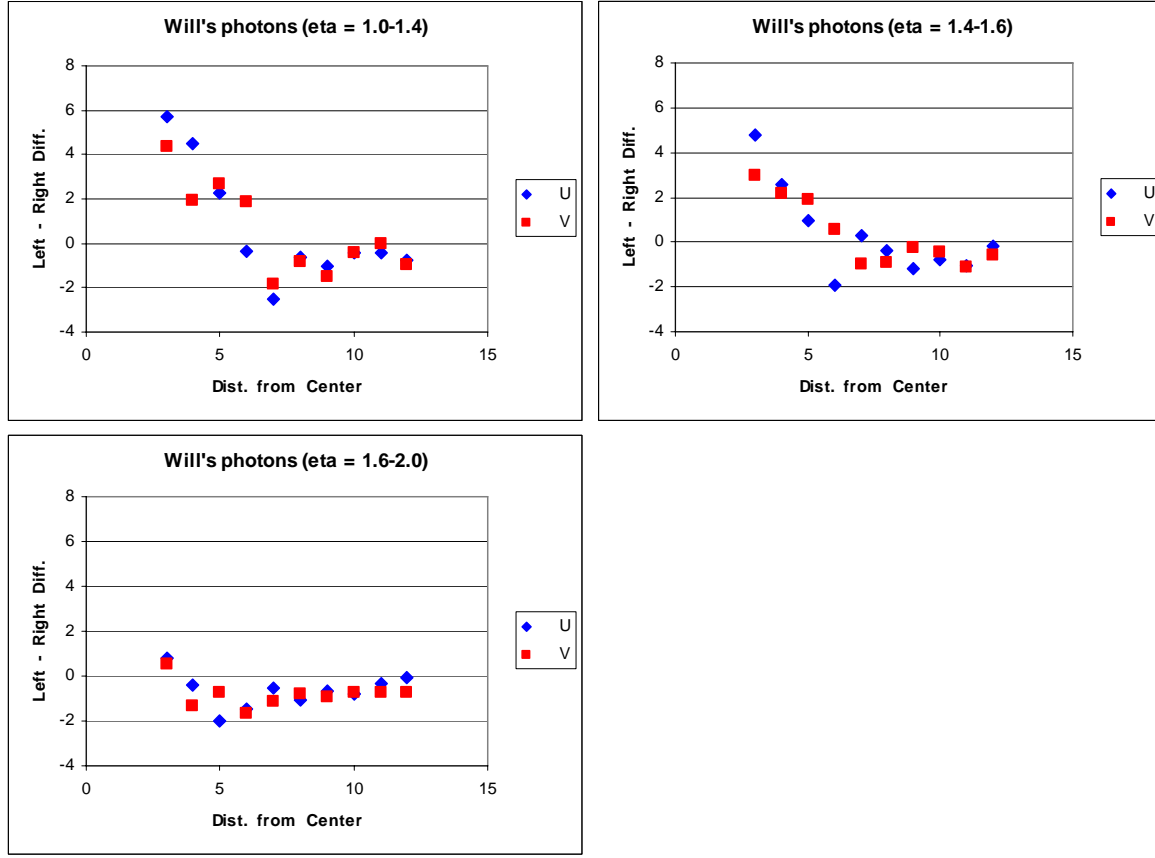 Will's photons (eta = 1.0-1.4)
8
6
4
2
0
-2
-4
0 5 10 15
Left - Right Diff.
Dist. from Center
U
V
Will's photons (eta = 1.4-1.6)
8
6
4
2
0
-2
-4
0 5 10 15
Left - Right Diff.
Dist. from Center
U
V
Will's photons (eta = 1.6-2.0)
8
6
4
2
0
-2
-4
0 5 10 15
Left - Right Diff.
Dist. from Center
U
V